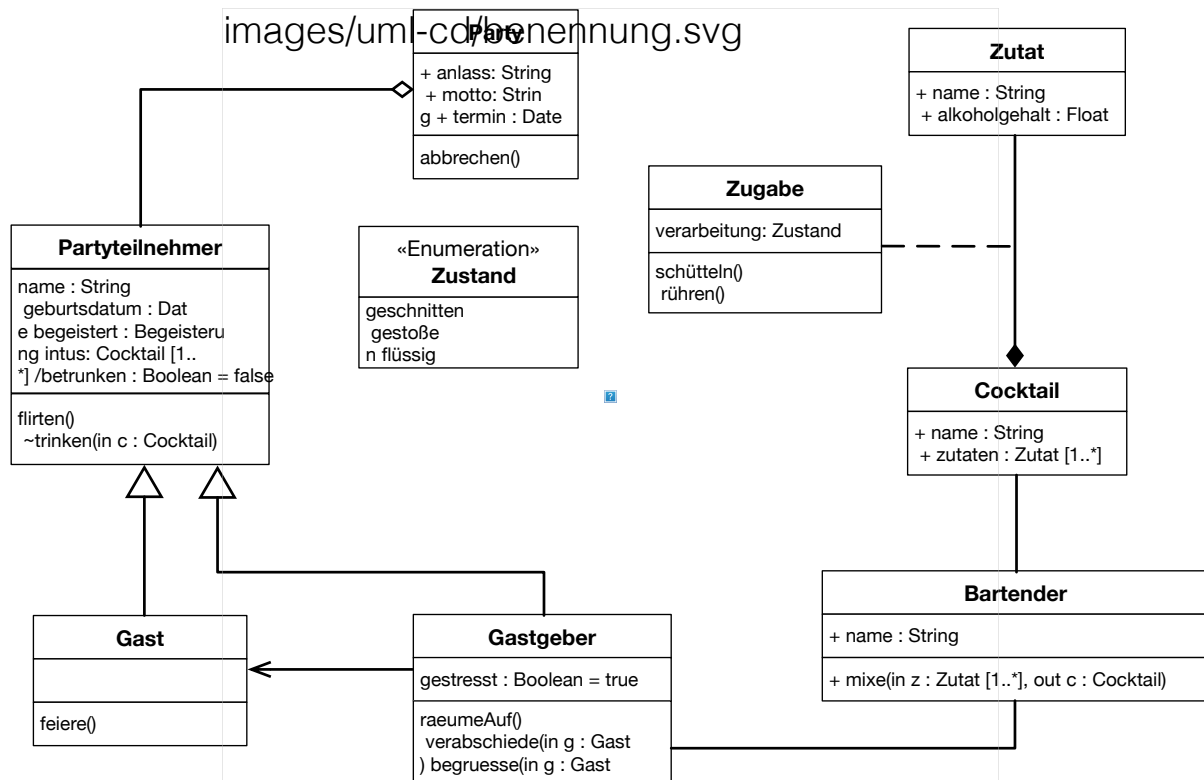 images/uml-cd/benennung.svg
Party
+ anlass: String
+ motto: Strin
g + termin : Date
abbrechen()
Zutat
+ name : String
+ alkoholgehalt : Float
Zugabe
verarbeitung: Zustand
schütteln()
rühren()
Partyteilnehmer
name : String
geburtsdatum : Dat
e begeistert : Begeisteru
ng intus: Cocktail [1..
*] /betrunken : Boolean = false
flirten()
~trinken(in c : Cocktail)
«Enumeration»
Zustand
geschnitten
gestoße
n flüssig
?
Cocktail
+ name : String
+ zutaten : Zutat [1..*]
Bartender
+ name : String
+ mixe(in z : Zutat [1..*], out c : Cocktail)
Gast
feiere()
Gastgeber
gestresst : Boolean = true
raeumeAuf()
verabschiede(in g : Gast
) begruesse(in g : Gast